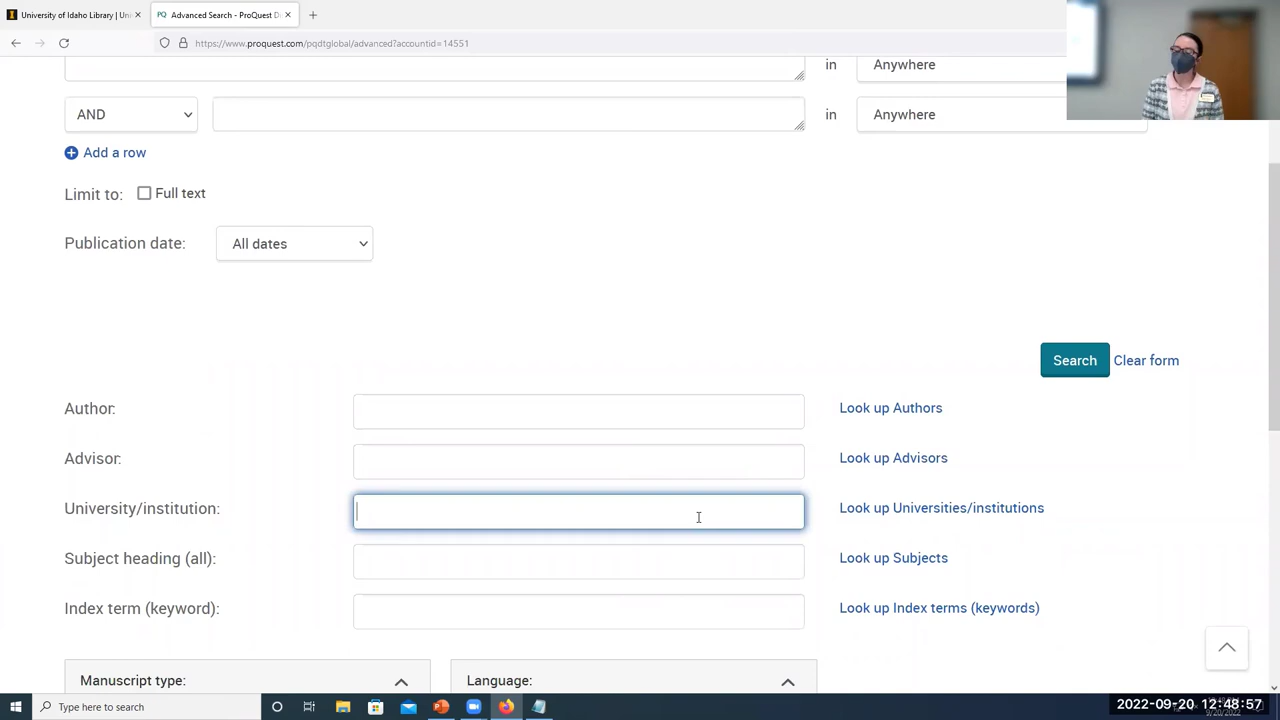 University of Idaho Library | Un
Advanced Search - ProQuest D
https://www.proquest.com/pqdtglobal/advanced?accountid=14551
in
Anywhere
AND
in
Anywhere
Add a row
Limit to:
Full text
Publication date:
All dates
Search
Clear form
Author:
Look up Authors
Advisor:
Look up Advisors
University/institution:
Look up Universities/institutions
Subject heading (all):
Look up Subjects
Index term (keyword):
Look up Index terms (keywords)
Manuscript type:
Language:
Type here to search
2022-09-20 12:48:57